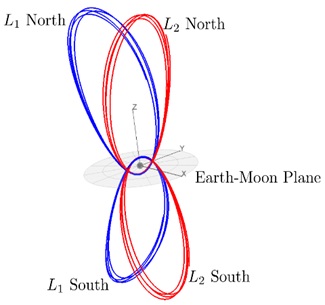 L₁ North
L₂ North
Z
Y
X
Earth-Moon Plane
L₁ South
L₂ South